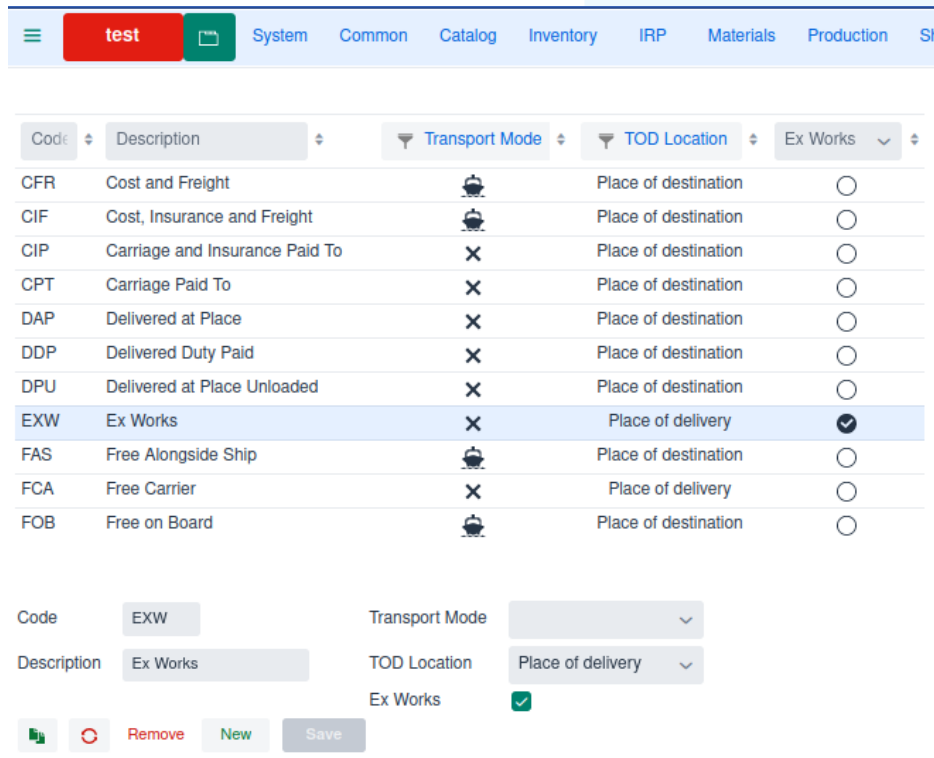 test System Common Catalog Inventory IRP Materials Production
Code Description Transport Mode TOD Location Ex Works
CFR Cost and Freight Place of destination
CIF Cost, Insurance and Freight Place of destination
CIP Carriage and Insurance Paid To Place of destination
CPT Carriage Paid To Place of destination
DAP Delivered at Place Place of destination
DDP Delivered Duty Paid Place of destination
DPU Delivered at Place Unloaded Place of destination
EXW Ex Works Place of delivery
FAS Free Alongside Ship Place of destination
FCA Free Carrier Place of delivery
FOB Free on Board Place of destination
Code EXW Transport Mode
Description Ex Works TOD Location Place of delivery
Ex Works
Remove New Save